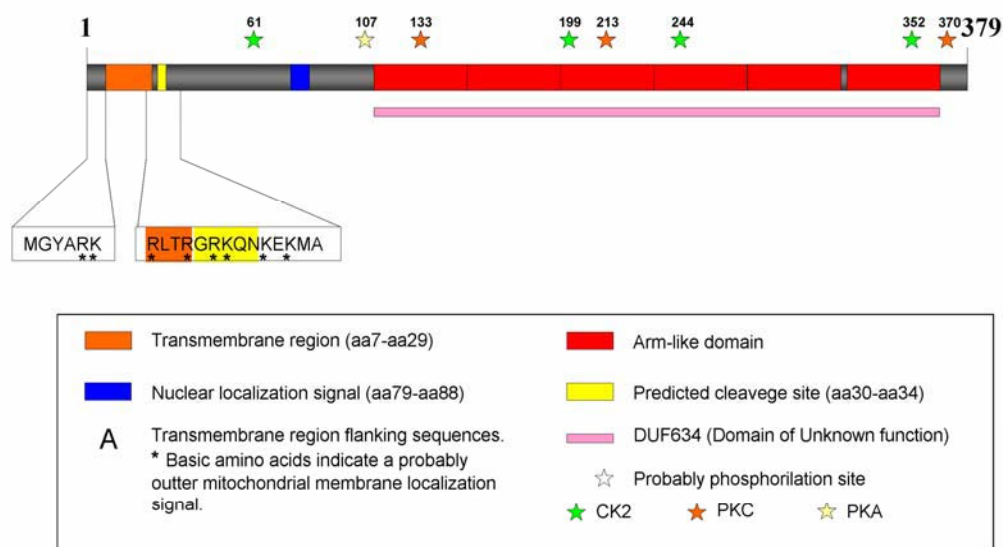 1 61 107 133 199 213 244 352 370 379
MGYARK RLTRGRKQNKEKMA
** * * * * * *
Transmembrane region (aa7-aa29)
Nuclear localization signal (aa79-aa88)
A Transmembrane region flanking sequences.
* Basic amino acids indicate a probably
outter mitochondrial membrane localization
signal.
Arm-like domain
Predicted cleavege site (aa30-aa34)
DUF634 (Domain of Unknown function)
Probably phosphorilation site
CK2 PKC PKA